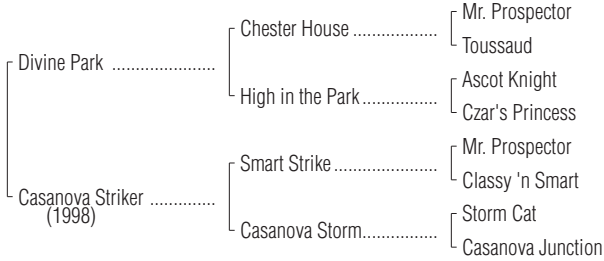 Mr. Prospector
Chester House ..................
Toussaud
Divine Park ......................
Ascot Knight
High in the Park................
Czar's Princess
Mr. Prospector
Smart Strike ......................
Classy 'n Smart
Casanova Striker ..............
(1998)
Storm Cat
Casanova Storm................
Casanova Junction